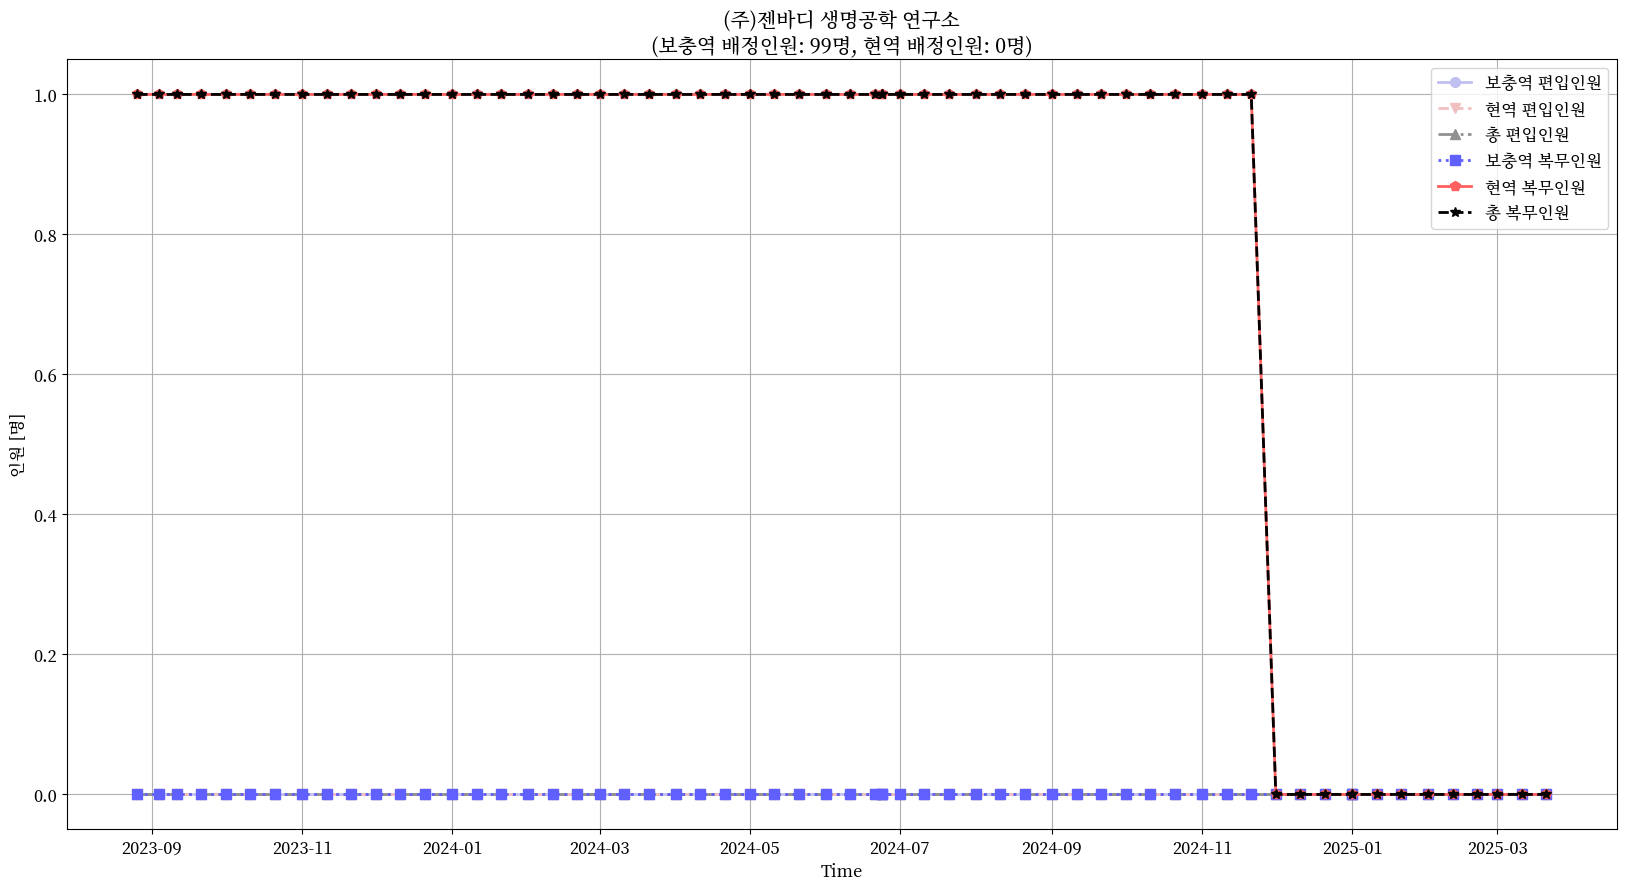 (주)젠바디 생명공학 연구소
(보충역 배정인원: 99명, 현역 배정인원: 0명)
보충역 편입인원
현역 편입인원
총 편입인원
보충역 복무인원
현역 복무인원
총 복무인원
인원 [명]
1.0
0.8
0.6
0.4
0.2
0.0
2023-09 2023-11 2024-01 2024-03 2024-05 2024-07 2024-09 2024-11 2025-01 2025-03
Time